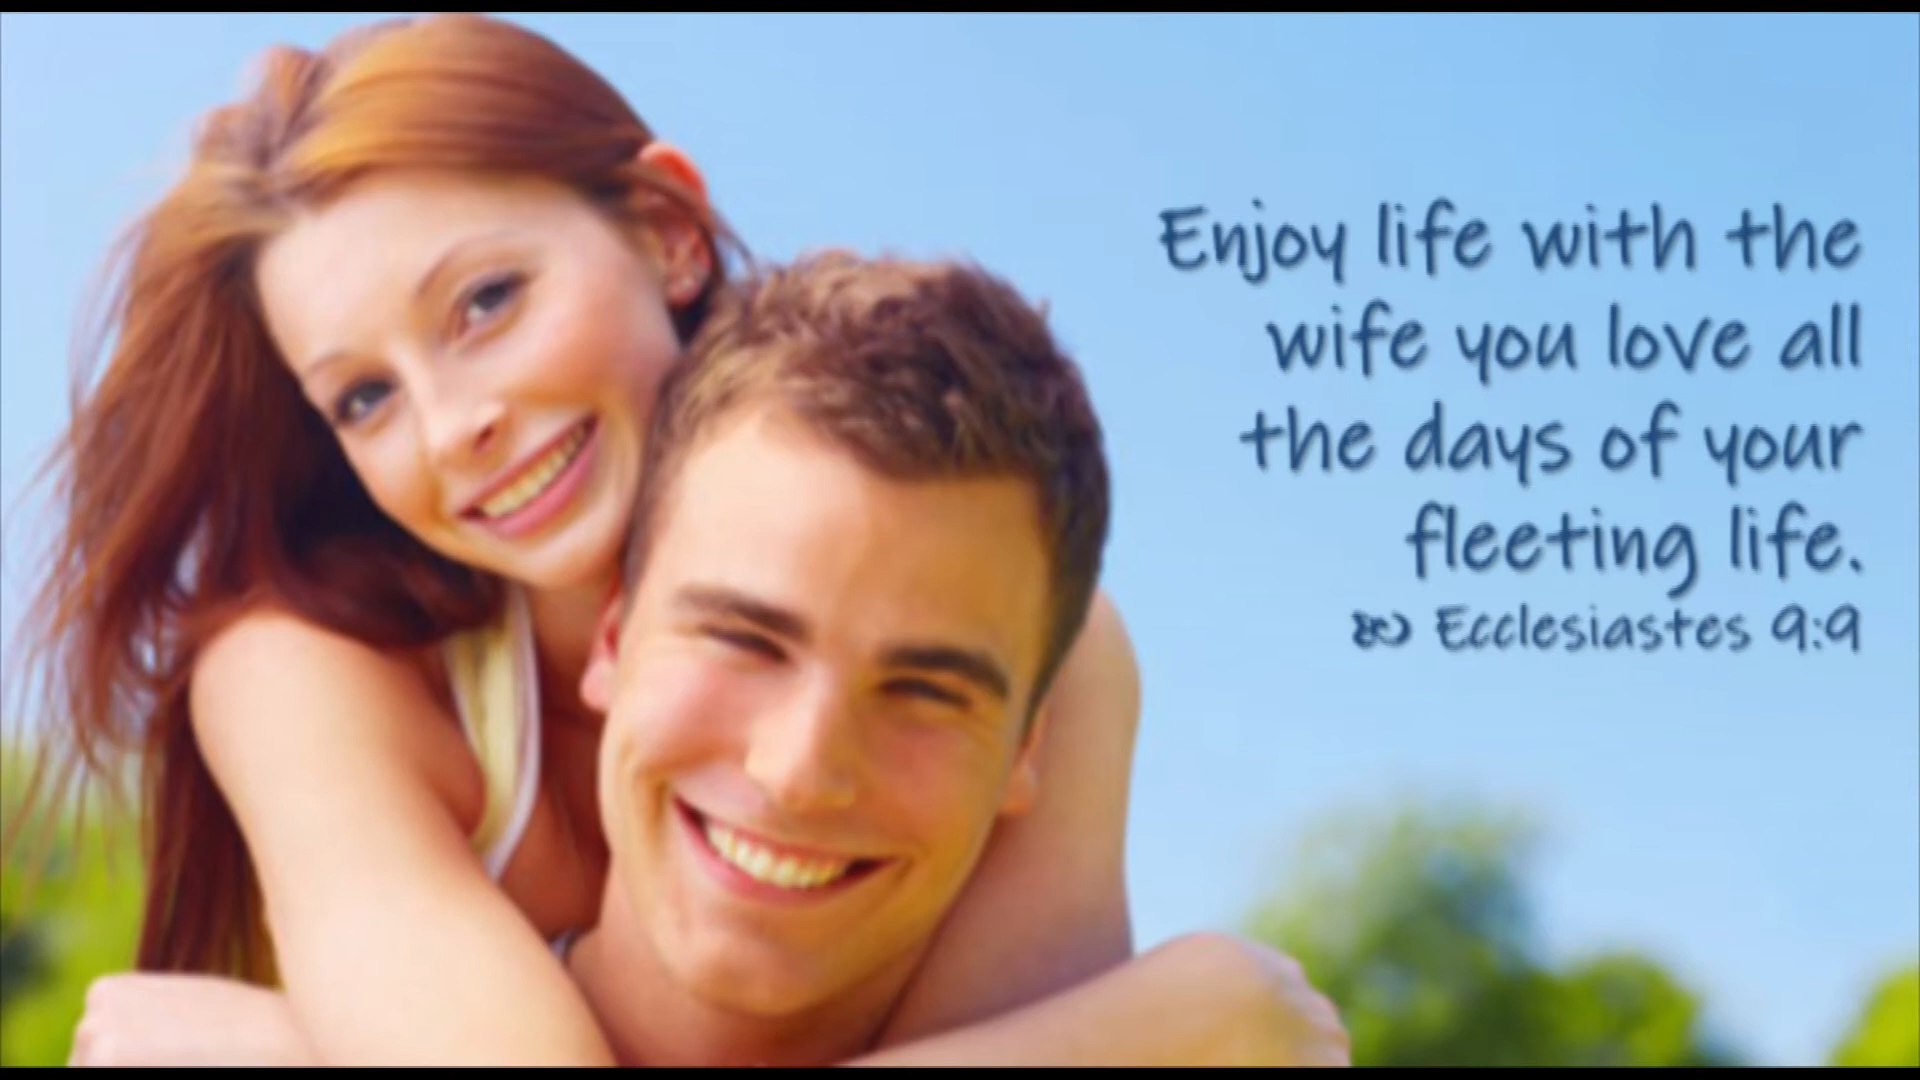 Enjoy life with the
wife you love all
the days of your
fleeting life.
Ecclesiastes 9:9